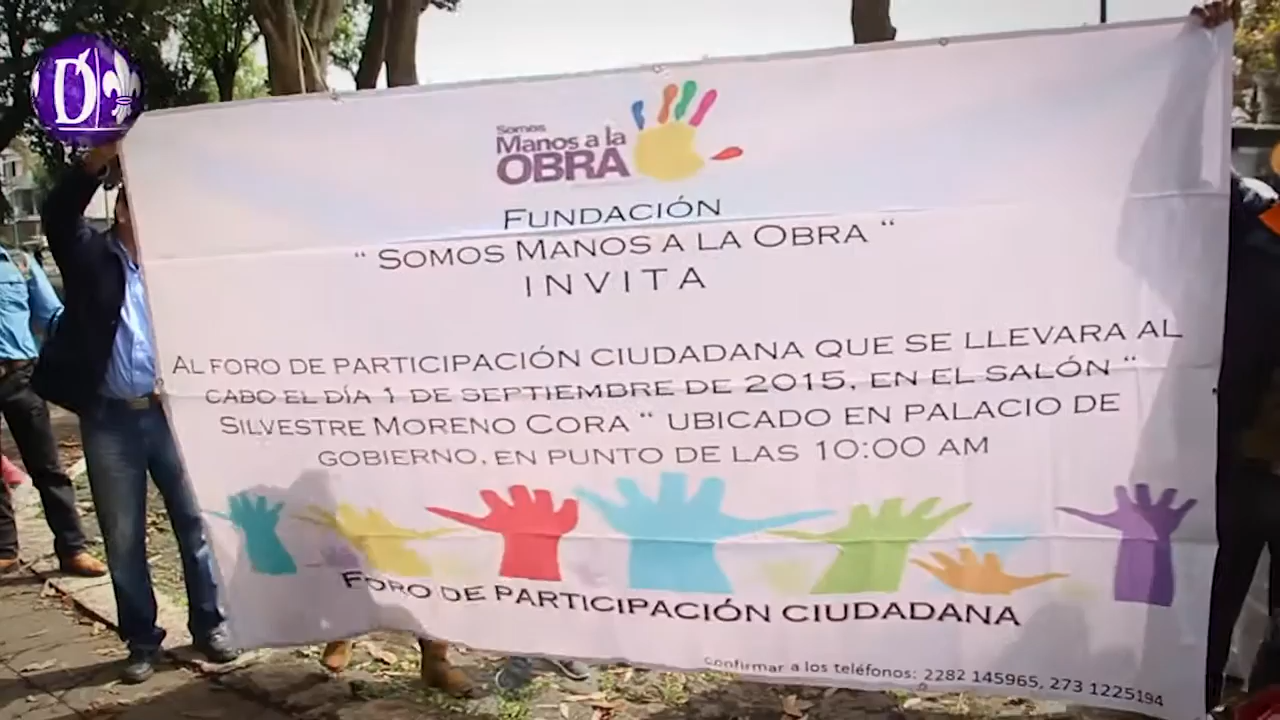 D
Somos
Manos a la
OBRA
FUNDACIÓN
“ SOMOS MANOS A LA OBRA “
INVITA
AL FORO DE PARTICIPACIÓN CIUDADANA QUE SE LLEVARA AL
CABO EL DÍA 1 DE SEPTIEMBRE DE 2015, EN EL SALÓN “
SILVESTRE MORENO CORA “ UBICADO EN PALACIO DE
GOBIERNO, EN PUNTO DE LAS 10:00 AM
FORO DE PARTICIPACIÓN CIUDADANA
Confirmar a los teléfonos: 2282 145965, 273 1225194